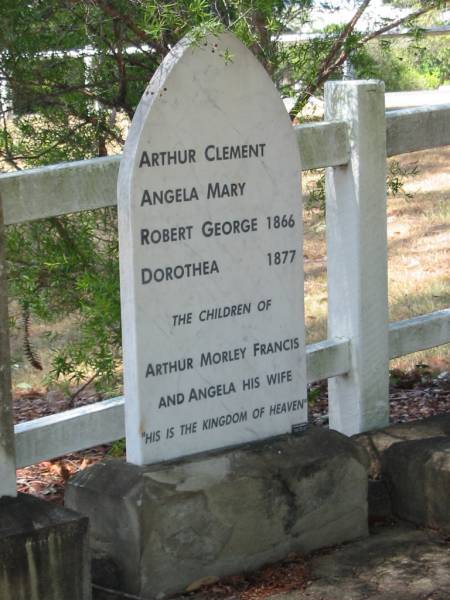 ARTHUR CLEMENT
ANGELA MARY
ROBERT GEORGE 1866
DOROTHEA 1877
THE CHILDREN OF
ARTHUR MORLEY FRANCIS
AND ANGELA HIS WIFE
"HIS IS THE KINGDOM OF HEAVEN"